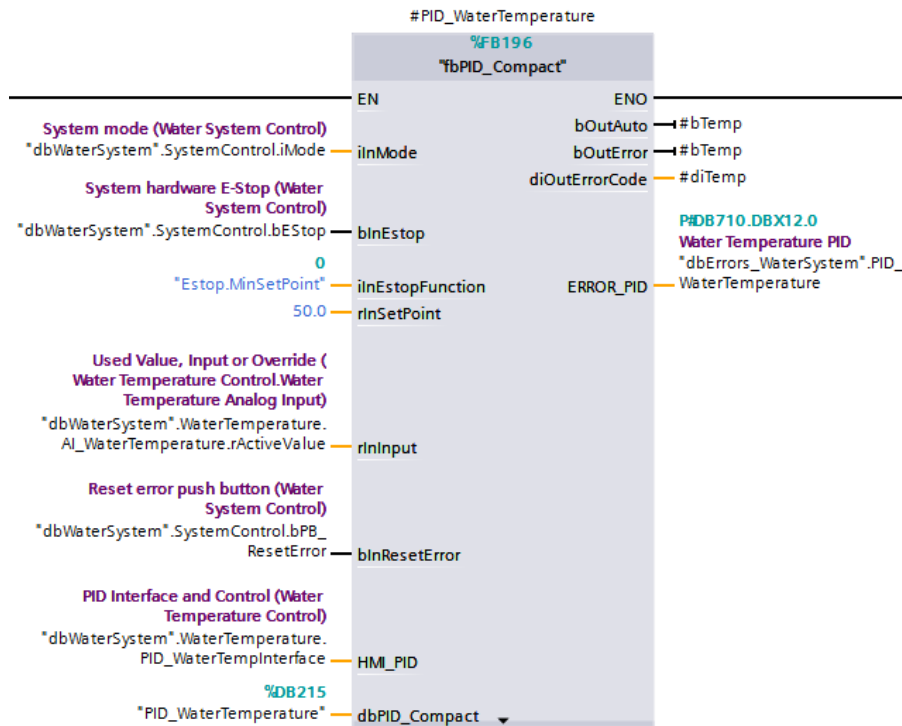 #PID_WaterTemperature
%FB196
"fbPID_Compact"
EN
ENO
bOutAuto
#bTemp
System mode (Water System Control)
"dbWaterSystem".SystemControl.iMode
iInMode
bOutError
#bTemp
diOutErrorCode
#diTemp
System hardware E-Stop (Water
System Control)
"dbWaterSystem".SystemControl.bEStop
bInEstop
P#DB710.DBX12.0
Water Temperature PID
"dbErrors_WaterSystem".PID_
WaterTemperature
0
"Estop.MinSetPoint"
iInEstopFunction
ERROR_PID
50.0
rInSetPoint
Used Value, Input or Override (
Water Temperature Control.Water
Temperature Analog Input)
"dbWaterSystem".WaterTemperature.
AI_WaterTemperature.rActiveValue
rInInput
Reset error push button (Water
System Control)
"dbWaterSystem".SystemControl.bPB_
ResetError
bInResetError
PID Interface and Control (Water
Temperature Control)
"dbWaterSystem".WaterTemperature.
PID_WaterTempInterface
HMI_PID
%DB215
"PID_WaterTemperature"
dbPID_Compact